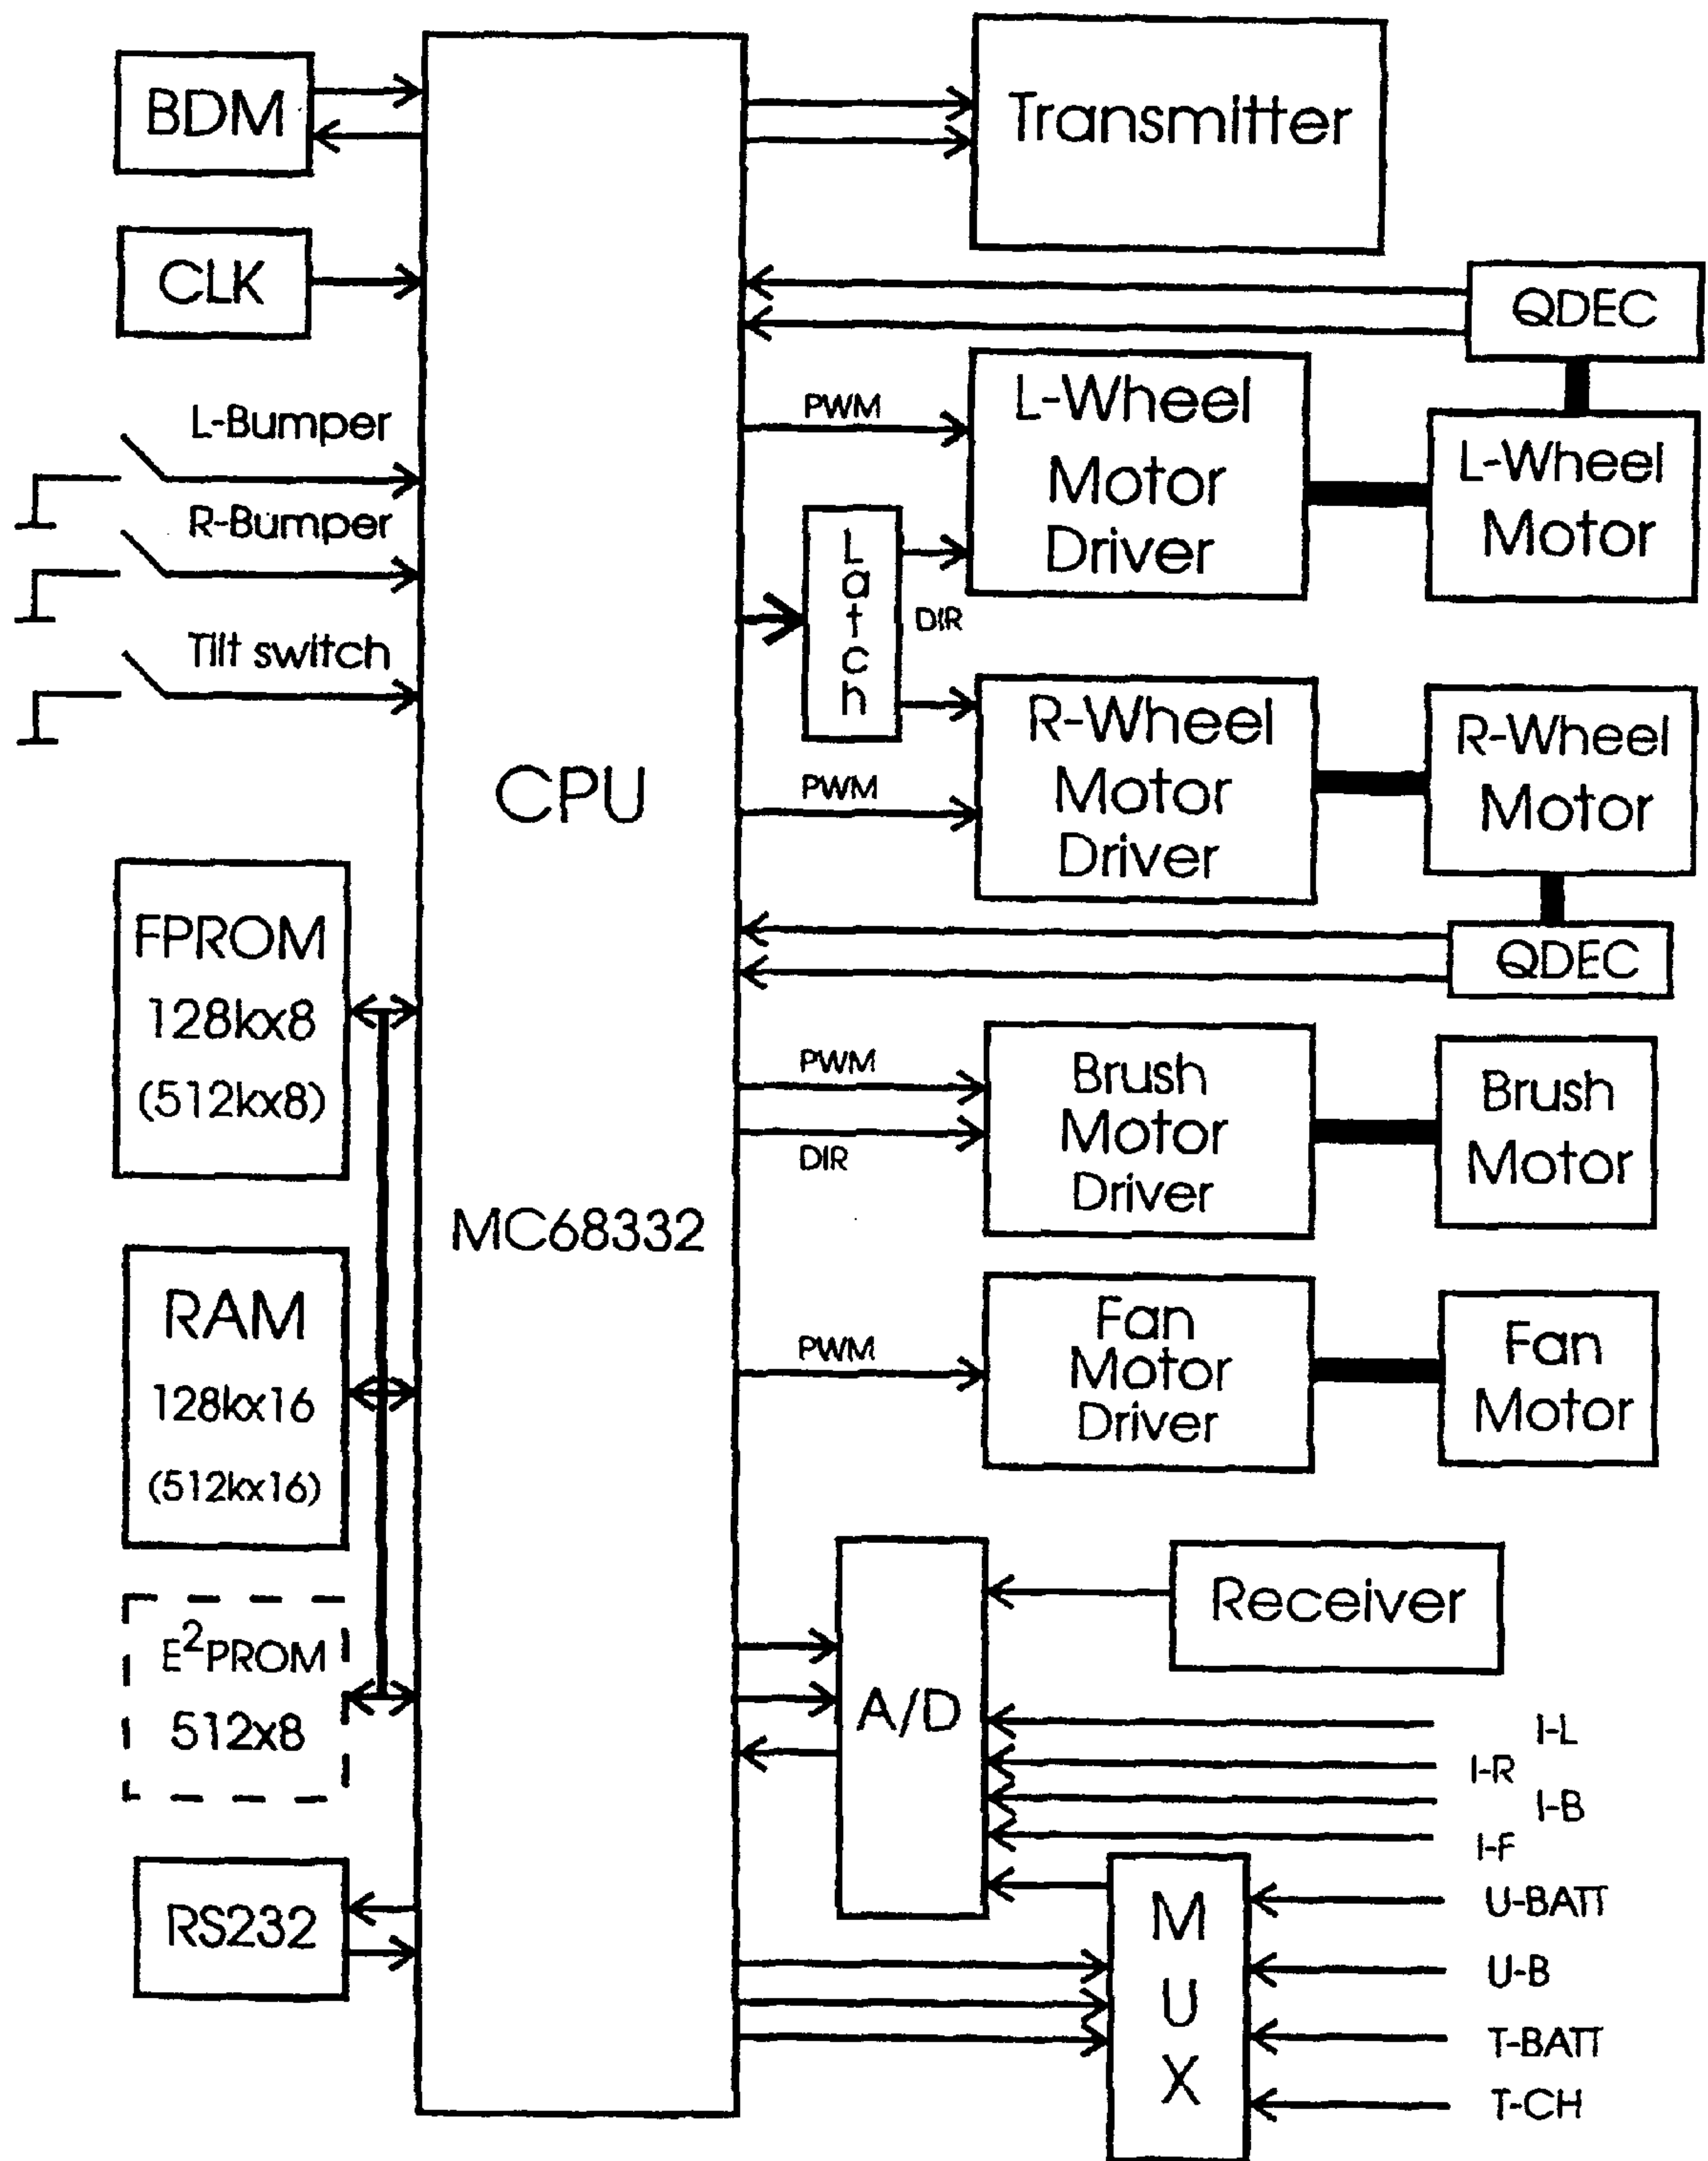 BDM
CLK
L-Bumper
R-Bumper
Tilt switch
FPROM
128kx8
(512kx8)
RAM
128kx16
(512kx16)
E²PROM
512x8
RS232
CPU
MC68332
Transmitter
QDEC
PWM
L-Wheel
Motor
Driver
L-Wheel
Motor
Latch
DIR
R-Wheel
Motor
Driver
PWM
R-Wheel
Motor
QDEC
PWM
DIR
Brush
Motor
Driver
Brush
Motor
PWM
Fan
Motor
Driver
Fan
Motor
A/D
Receiver
I-L
I-R
I-B
I-F
MUX
U-BATT
U-B
T-BATT
T-CH